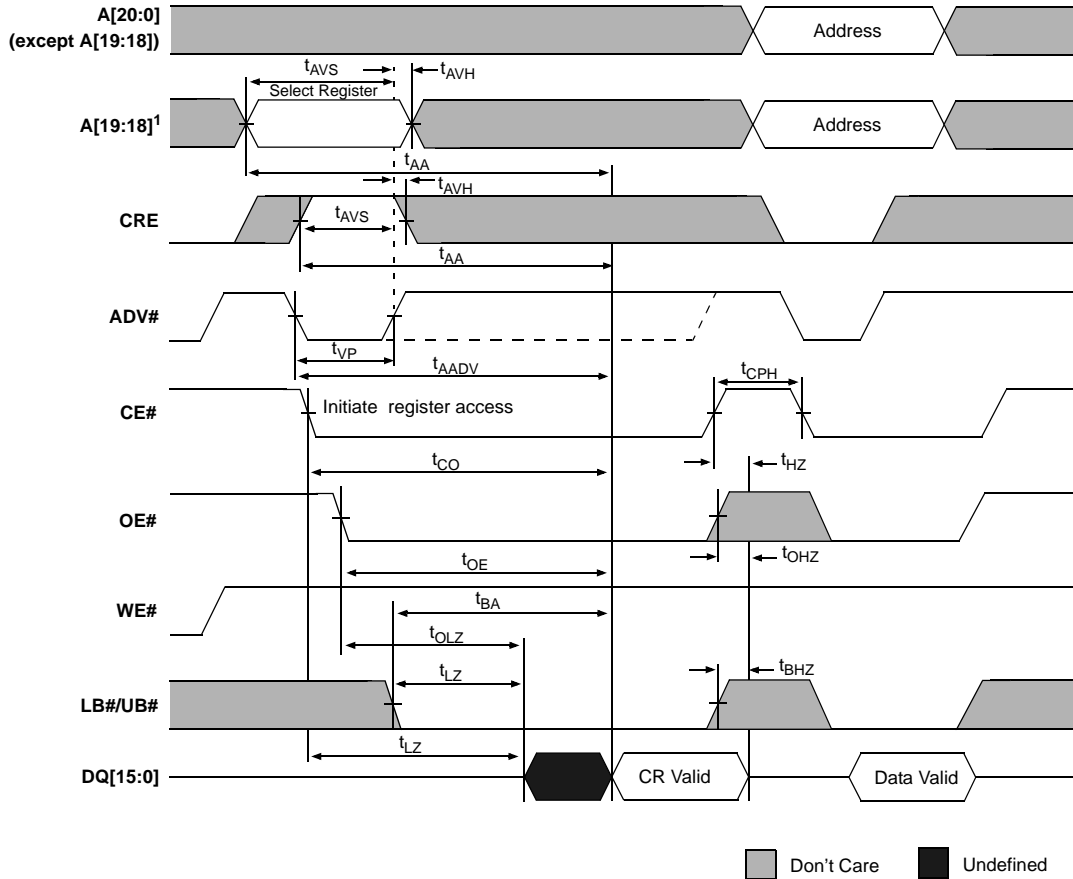 A[20:0]
(except A[19:18])
Address
tAVS
tAVH
Select Register
A[19:18]1
Address
tAA
tAVH
CRE
tAVS
tAA
ADV#
tVP
tAADV
tCPH
CE#
Initiate register access
tCO
tHZ
OE#
tOE
tOHZ
WE#
tBA
tOLZ
tLZ
tBHZ
LB#/UB#
tLZ
DQ[15:0]
CR Valid
Data Valid
Don't Care
Undefined